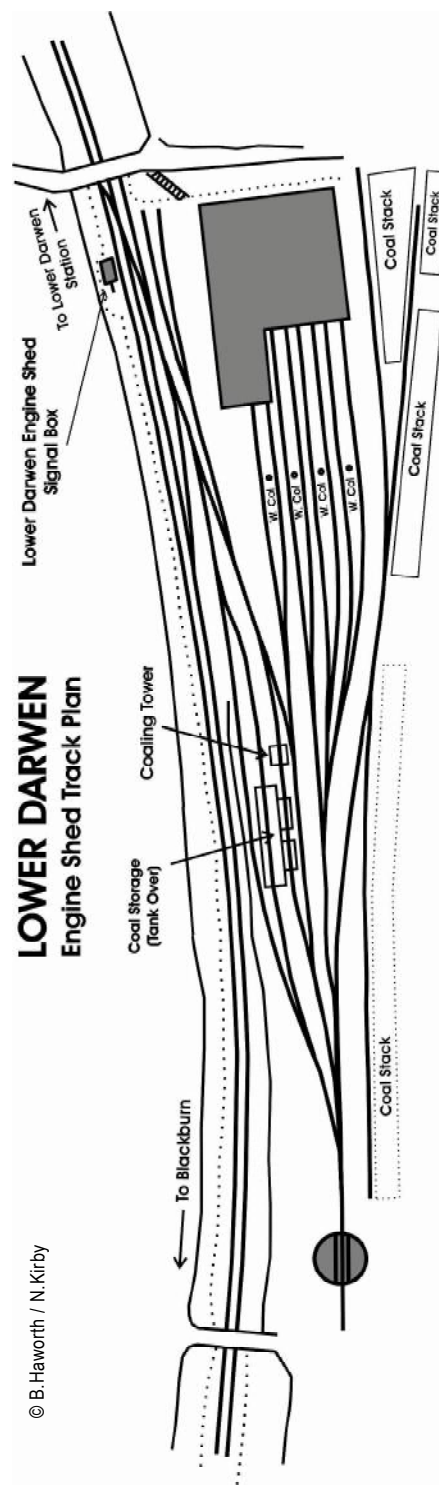 © B.Haworth / N.Kirby
LOWER DARWEN
Engine Shed Track Plan
Lower Darwen Engine Shed
Signal Box
To Lower Darwen
Station
To Blackburn
Coal Storage
(Tank Over)
Coaling Tower
W. Col
W. Col
W. Col
W. Col
Coal Stack
Coal Stack
Coal Stack
Coal Stack